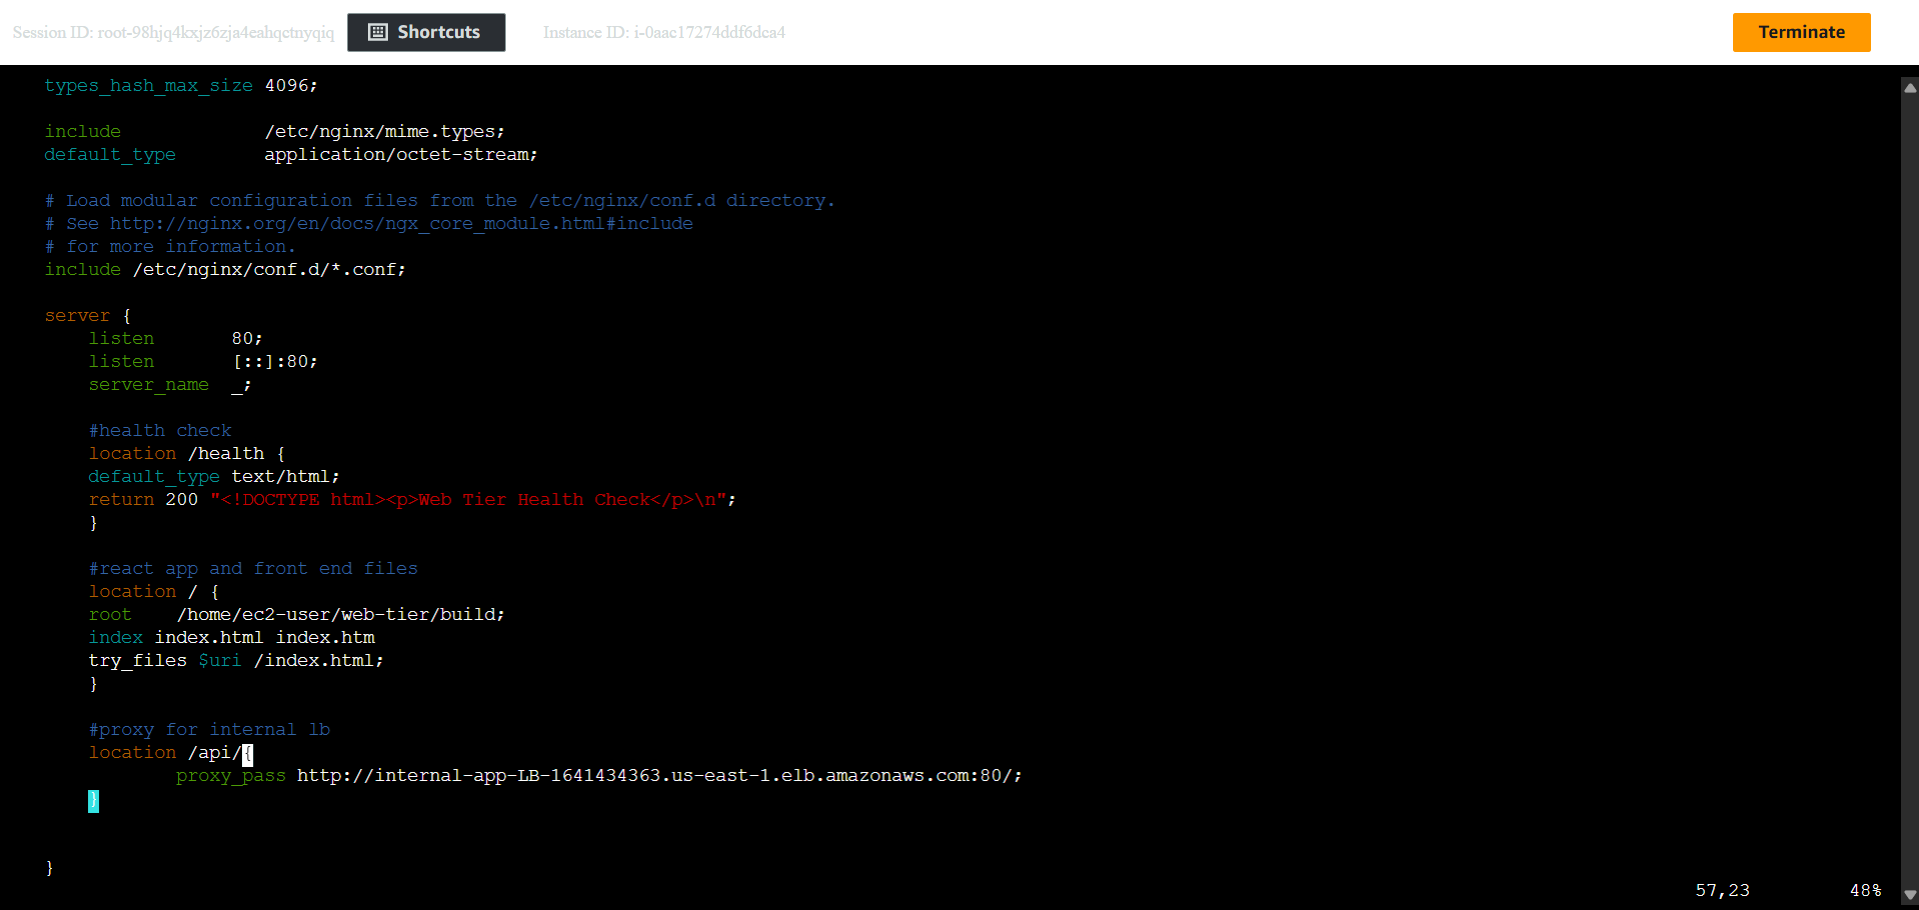 Session ID: root-98hjq4kxjz6zja4eahqctnyqiq Shortcuts Instance ID: i-0aac17274ddf6dca4 Terminate
types_hash_max_size 4096;
include /etc/nginx/mime.types;
default_type application/octet-stream;
# Load modular configuration files from the /etc/nginx/conf.d directory.
# See http://nginx.org/en/docs/ngx_core_module.html#include
# for more information.
include /etc/nginx/conf.d/*.conf;
server {
listen 80;
listen [::]:80;
server_name _;
#health check
location /health {
default_type text/html;
return 200 "<!DOCTYPE html><p>Web Tier Health Check</p>\n";
}
#react app and front end files
location / {
root /home/ec2-user/web-tier/build;
index index.html index.htm
try_files $uri /index.html;
}
#proxy for internal lb
location /api/{
proxy_pass http://internal-app-LB-1641434363.us-east-1.elb.amazonaws.com:80/;
}
}
57,23 48%